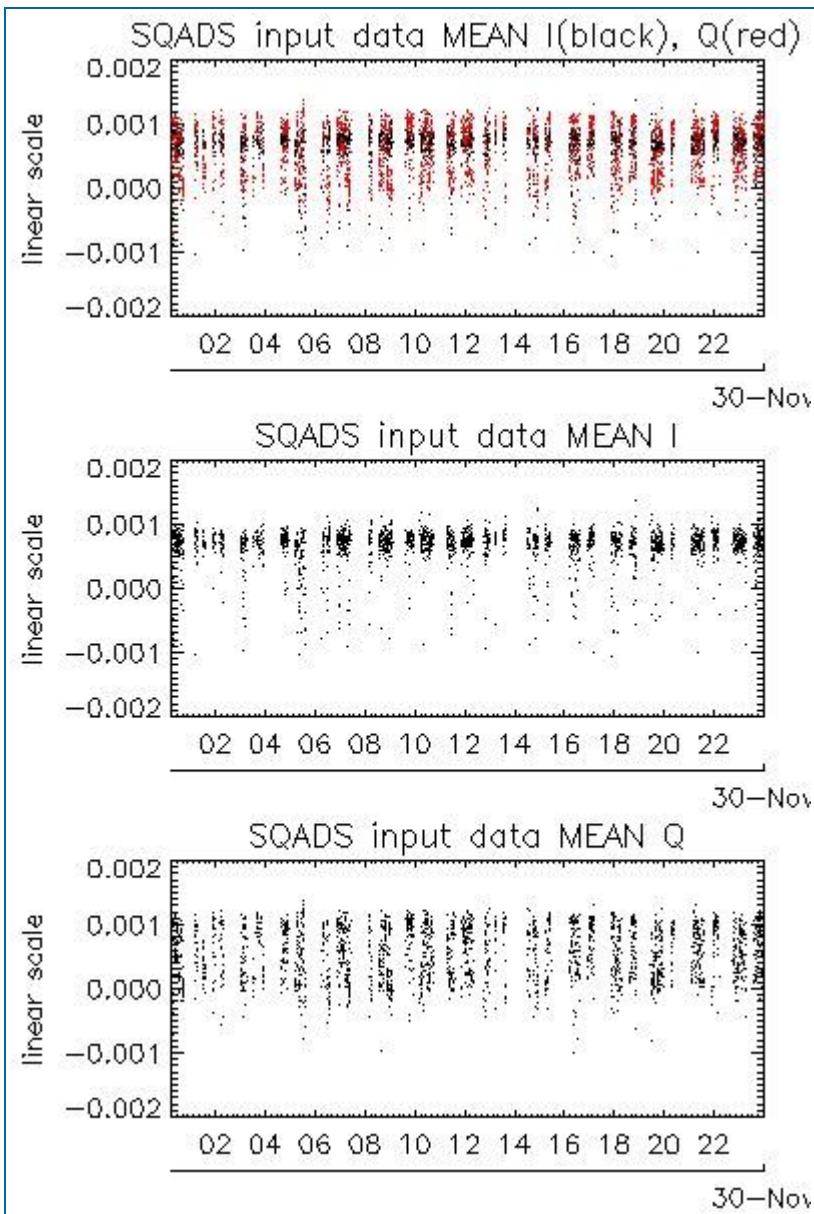 SQADS input data MEAN I(black), Q(red)
linear scale
0.002
0.001
0.000
−0.001
−0.002
02 04 06 08 10 12 14 16 18 20 22
30-Nov
SQADS input data MEAN I
linear scale
0.002
0.001
0.000
−0.001
−0.002
02 04 06 08 10 12 14 16 18 20 22
30-Nov
SQADS input data MEAN Q
linear scale
0.002
0.001
0.000
−0.001
−0.002
02 04 06 08 10 12 14 16 18 20 22
30-Nov